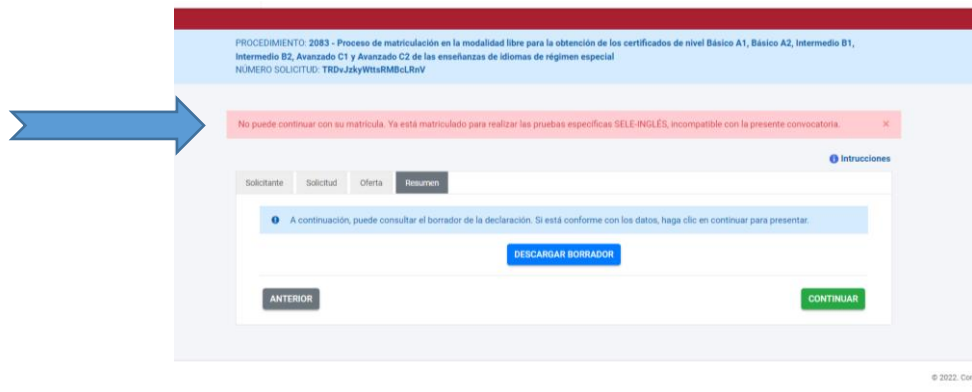 PROCEDIMIENTO: 2083 - Proceso de matriculación en la modalidad libre para la obtención de los certificados de nivel Básico A1, Básico A2, Intermedio B1,
Intermedio B2, Avanzado C1 y Avanzado C2 de las enseñanzas de idiomas de régimen especial
NÚMERO SOLICITUD: TRDvJzkyWttsRMBcLRnV
No puede continuar con su matrícula. Ya está matriculado para realizar las pruebas específicas SELE-INGLÉS, incompatible con la presente convocatoria. ×
Intrucciones
Solicitante Solicitud Oferta Resumen
A continuación, puede consultar el borrador de la declaración. Si está conforme con los datos, haga clic en continuar para presentar.
DESCARGAR BORRADOR
ANTERIOR CONTINUAR
© 2022. Con